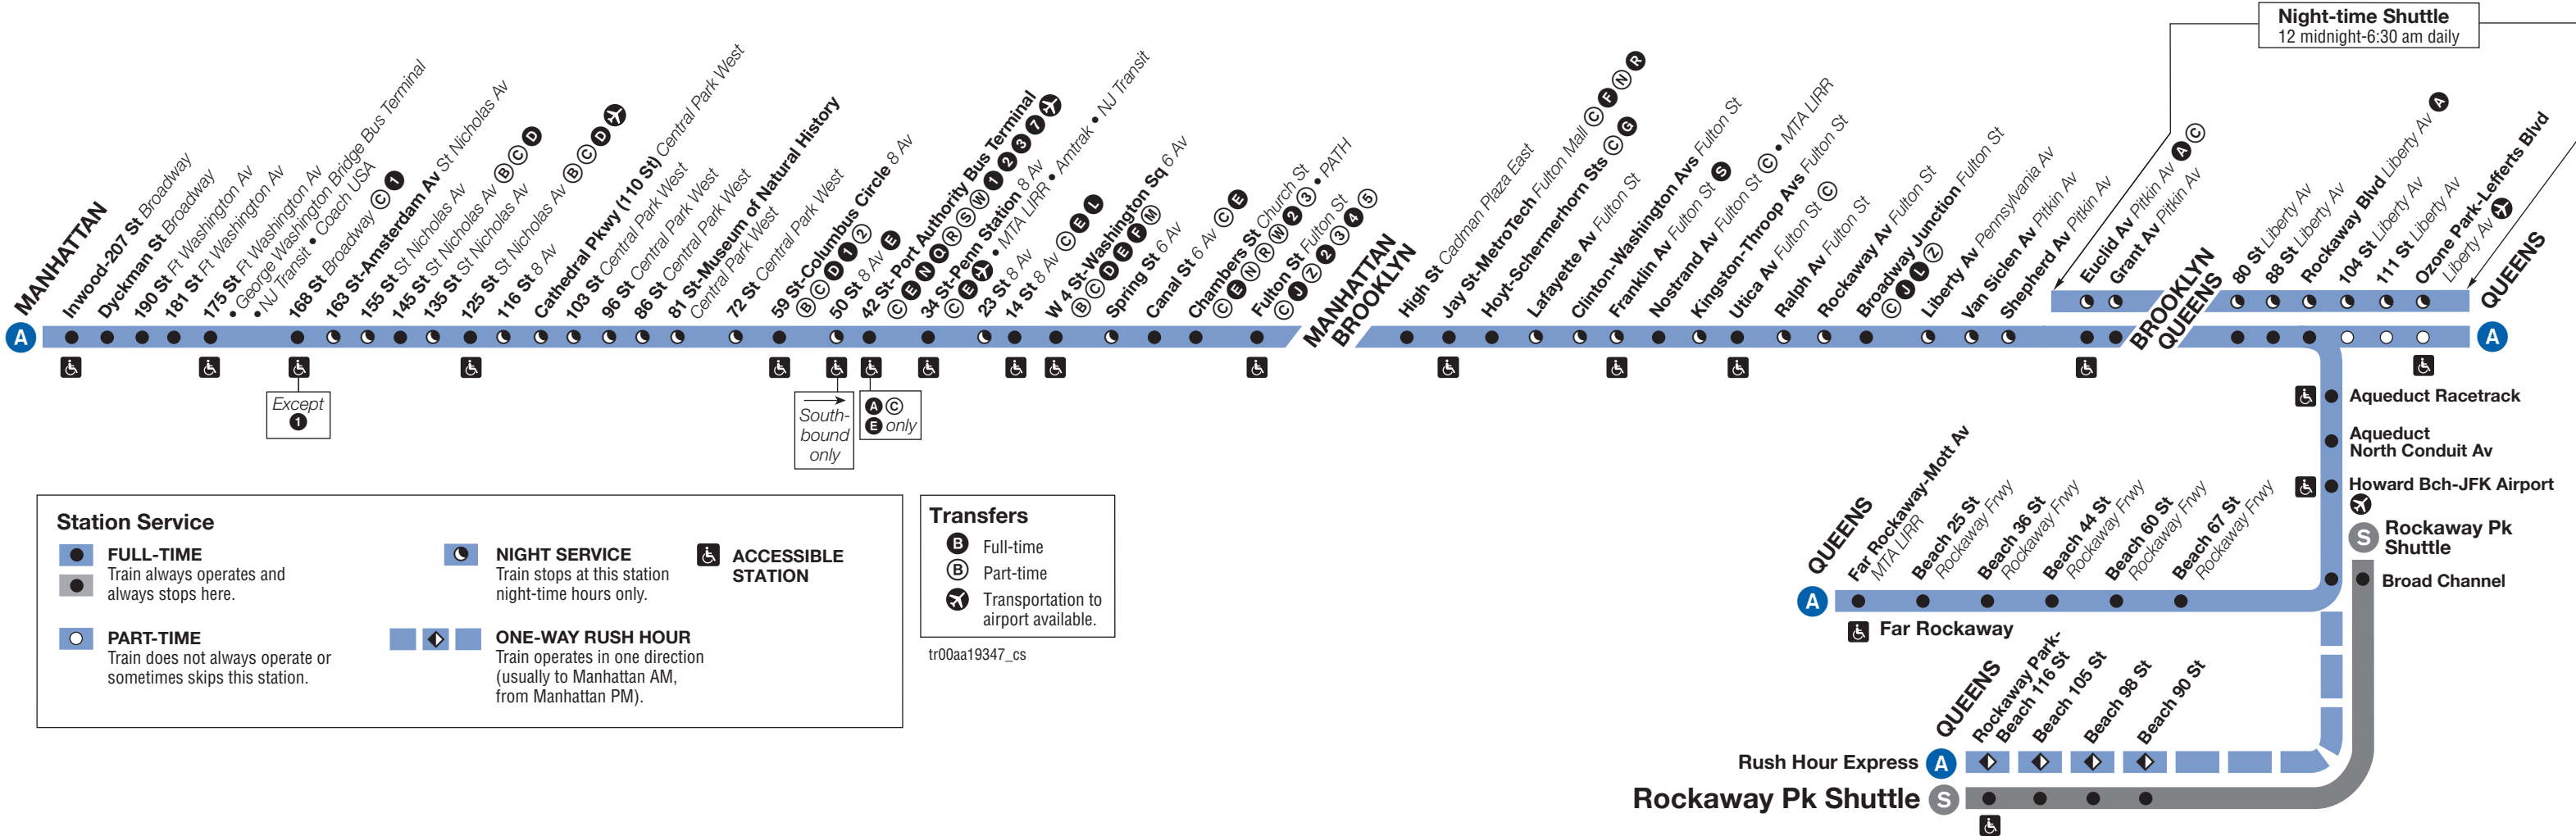 Night-time Shuttle
12 midnight-6:30 am daily
MANHATTAN
Inwood-207 St Broadway
Dyckman St Broadway
190 St Ft Washington Av
181 St Ft Washington Av
175 St Ft Washington Av
• George Washington Bridge Bus Terminal
• NJ Transit • Coach USA
168 St Broadway C 1
163 St-Amsterdam Av St Nicholas Av
155 St St Nicholas Av
145 St St Nicholas Av B C D
135 St St Nicholas Av
125 St St Nicholas Av B C D
116 St 8 Av
Cathedral Pkwy (110 St) Central Park West
103 St Central Park West
96 St Central Park West
86 St Central Park West
81 St-Museum of Natural History
Central Park West
72 St Central Park West
59 St-Columbus Circle 8 Av
B C D 1 2
50 St 8 Av E
42 St-Port Authority Bus Terminal
C E N Q R S W 1 2 3 7
34 St-Penn Station 8 Av
C E • MTA LIRR • Amtrak • NJ Transit
23 St 8 Av
14 St 8 Av C E L
W 4 St-Washington Sq 6 Av
B C D E F M
Spring St 6 Av
Canal St 6 Av C E
Chambers St Church St
C E N R W 2 3 • PATH
Fulton St Fulton St
C J Z 2 3 4 5
MANHATTAN
BROOKLYN
High St Cadman Plaza East
Jay St-MetroTech Fulton Mall C F N R
Hoyt-Schermerhorn Sts C G
Lafayette Av Fulton St
Clinton-Washington Avs Fulton St
Franklin Av Fulton St S
Nostrand Av Fulton St C • MTA LIRR
Kingston-Throop Avs Fulton St
Utica Av Fulton St C
Ralph Av Fulton St
Rockaway Av Fulton St
Broadway Junction Fulton St
C J L Z
Liberty Av Pennsylvania Av
Van Siclen Av Pitkin Av
Shepherd Av Pitkin Av
Euclid Av Pitkin Av A C
Grant Av Pitkin Av
BROOKLYN
QUEENS
80 St Liberty Av
88 St Liberty Av
Rockaway Blvd Liberty Av A
104 St Liberty Av
111 St Liberty Av
Ozone Park-Lefferts Blvd
Liberty Av
QUEENS
A
A
Except
1
South-
bound
only
A C
E only
Aqueduct Racetrack
Aqueduct
North Conduit Av
Howard Bch-JFK Airport
S Rockaway Pk
Shuttle
Broad Channel
QUEENS
Far Rockaway-Mott Av
MTA LIRR
Beach 25 St
Rockaway Frwy
Beach 36 St
Rockaway Frwy
Beach 44 St
Rockaway Frwy
Beach 60 St
Rockaway Frwy
Beach 67 St
Rockaway Frwy
A
Far Rockaway
QUEENS
Rockaway Park-
Beach 116 St
Beach 105 St
Beach 98 St
Beach 90 St
Rush Hour Express A
Rockaway Pk Shuttle S
Station Service
FULL-TIME
Train always operates and
always stops here.
PART-TIME
Train does not always operate or
sometimes skips this station.
NIGHT SERVICE
Train stops at this station
night-time hours only.
ONE-WAY RUSH HOUR
Train operates in one direction
(usually to Manhattan AM,
from Manhattan PM).
ACCESSIBLE
STATION
Transfers
B Full-time
B Part-time
Transportation to
airport available.
tr00aa19347_cs